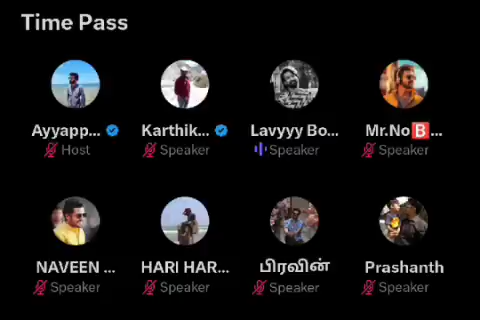 Time Pass
Ayyapp... Karthik... Lavyyy Bo... Mr.No🅱...
Host Speaker Speaker Speaker
NAVEEN ... HARI HAR... பிரவின் Prashanth
Speaker Speaker Speaker Speaker